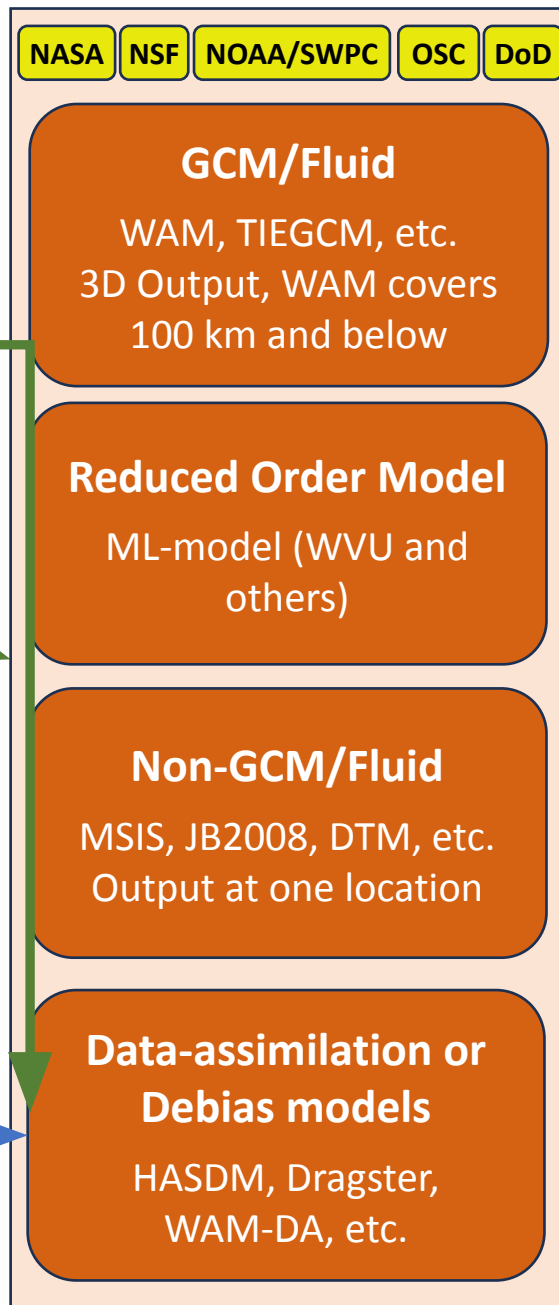 NASA NSF NOAA/SWPC OSC DoD
GCM/Fluid
WAM, TIEGCM, etc.
3D Output, WAM covers
100 km and below
Reduced Order Model
ML-model (WVU and
others)
Non-GCM/Fluid
MSIS, JB2008, DTM, etc.
Output at one location
Data-assimilation or
Debias models
HASDM, Dragster,
WAM-DA, etc.